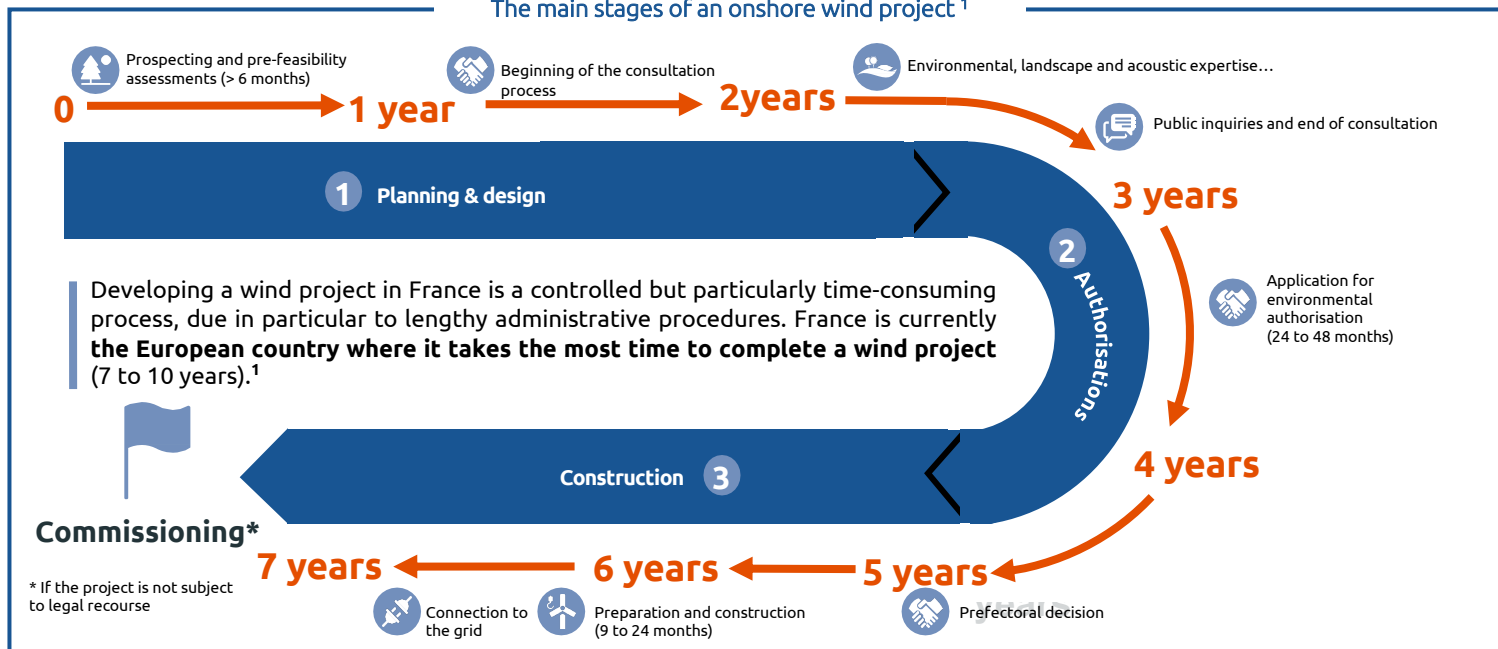 The main stages of an onshore wind project ¹
Prospecting and pre-feasibility
assessments (> 6 months)
Beginning of the consultation
process
Environmental, landscape and acoustic expertise…
Public inquiries and end of consultation
0
1 year
2years
3 years
1 Planning & design
2 Authorisations
Application for
environmental
authorisation
(24 to 48 months)
Developing a wind project in France is a controlled but particularly time-consuming
process, due in particular to lengthy administrative procedures. France is currently
the European country where it takes the most time to complete a wind project
(7 to 10 years).¹
4 years
Construction 3
Commissioning*
7 years
6 years
5 years
years
* If the project is not subject
to legal recourse
Connection to
the grid
Preparation and construction
(9 to 24 months)
Prefectoral decision